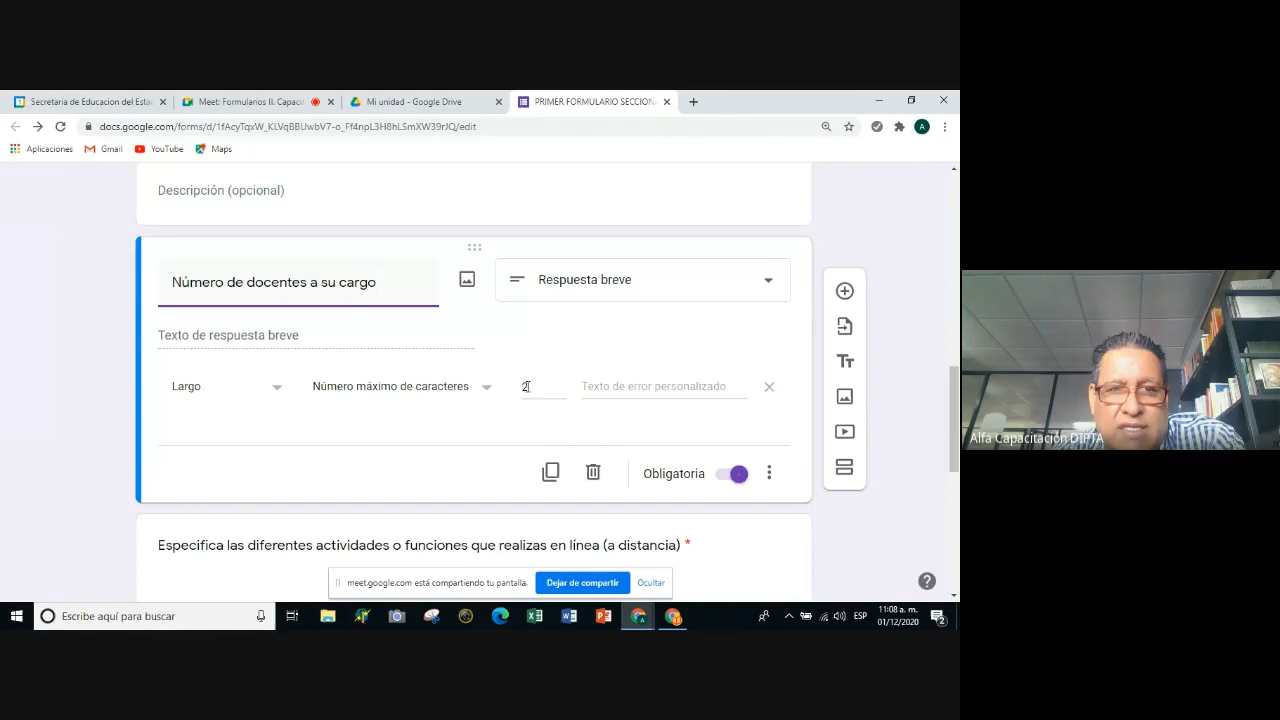 Secretaria de Educacion del Esta
Meet: Formularios II. Capaci
Mi unidad - Google Drive
PRIMER FORMULARIO SECCION
docs.google.com/forms/d/1fAcyTqxW_KLVqBBUwbV7-o_Ff4npL3H8hLSmXW39rJQ/edit
A
Aplicaciones
Gmail
YouTube
Maps
Descripción (opcional)
Número de docentes a su cargo
Respuesta breve
Texto de respuesta breve
Largo
Número máximo de caracteres
2
Texto de error personalizado
Obligatoria
Tт
Especifica las diferentes actividades o funciones que realizas en línea (a distancia) *
meet.google.com está compartiendo tu pantalla.
Dejar de compartir
Ocultar
Escribe aquí para buscar
ESP
11:08 a. m.
01/12/2020
2
Alfa Capacitación DIPTA